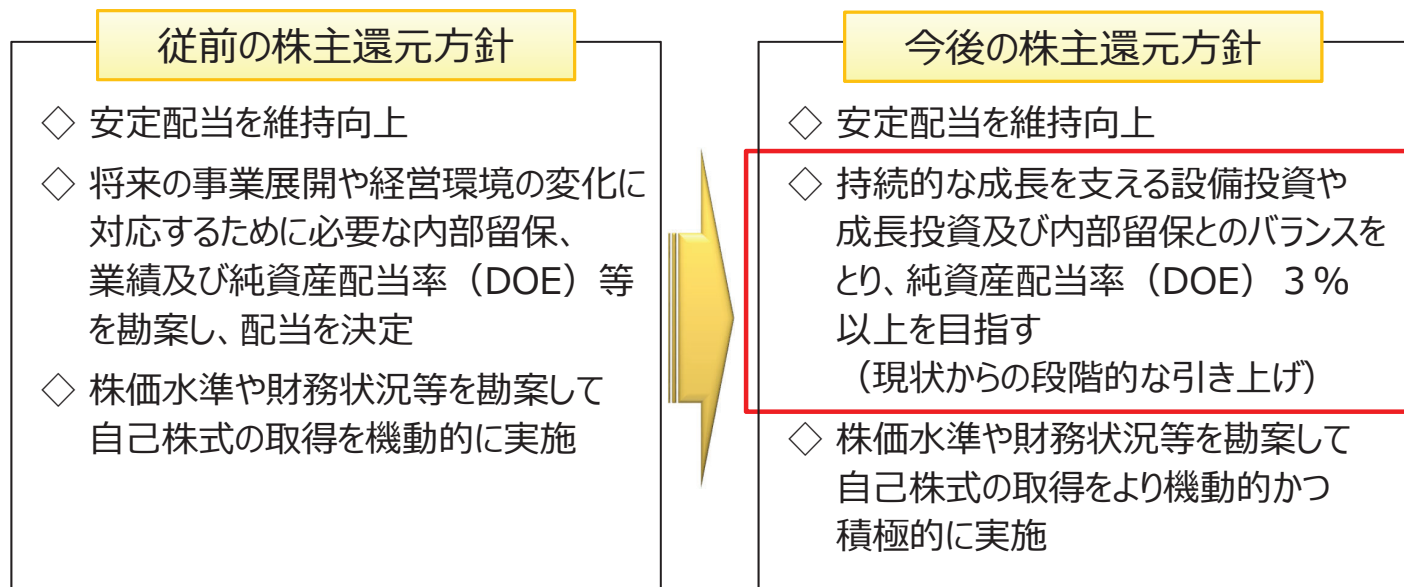 従前の株主還元方針
◇ 安定配当を維持向上
◇ 将来の事業展開や経営環境の変化に
対応するために必要な内部留保、
業績及び純資産配当率（DOE）等
を勘案し、配当を決定
◇ 株価水準や財務状況等を勘案して
自己株式の取得を機動的に実施
今後の株主還元方針
◇ 安定配当を維持向上
◇ 持続的な成長を支える設備投資や
成長投資及び内部留保とのバランスを
とり、純資産配当率（DOE）３％
以上を目指す
（現状からの段階的な引き上げ）
◇ 株価水準や財務状況等を勘案して
自己株式の取得をより機動的かつ
積極的に実施